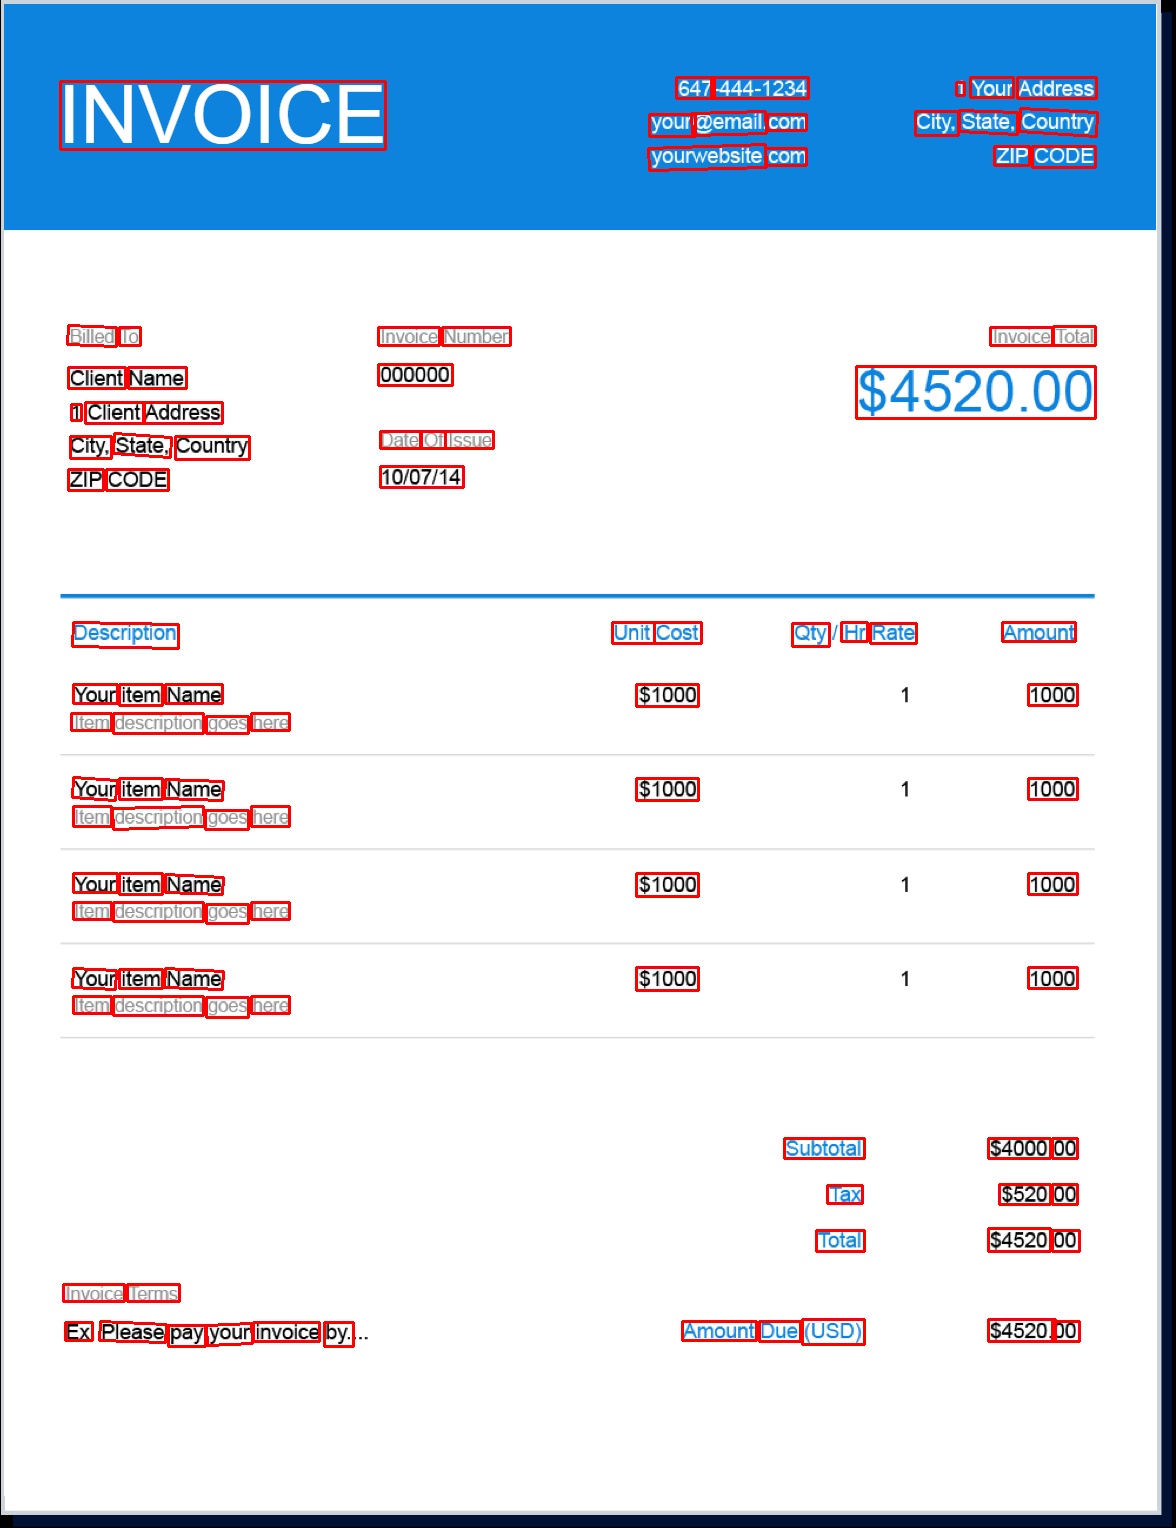 INVOICE
647-444-1234
your@email.com
yourwebsite.com
1 Your Address
City, State, Country
ZIP CODE
Billed To
Client Name
1 Client Address
City, State, Country
ZIP CODE
Invoice Number
000000
Date Of Issue
10/07/14
Invoice Total
$4520.00
Description Unit Cost Qty / Hr Rate Amount
Your item Name $1000 1 1000
Item description goes here
Your item Name $1000 1 1000
Item description goes here
Your item Name $1000 1 1000
Item description goes here
Your item Name $1000 1 1000
Item description goes here
Subtotal $4000.00
Tax $520.00
Total $4520.00
Invoice Terms
Ex. Please pay your invoice by....
Amount Due (USD) $4520.00